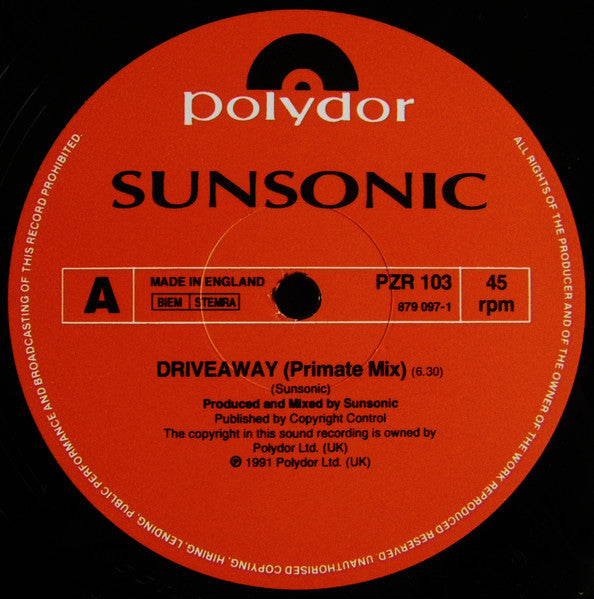 polydor
SUNSONIC
A
MADE IN ENGLAND
BIEM STEMRA
PZR 103
879 097-1
45
rpm
DRIVEAWAY (Primate Mix) (6.30)
(Sunsonic)
Produced and Mixed by Sunsonic
Published by Copyright Control
The copyright in this sound recording is owned by
Polydor Ltd. (UK)
℗ 1991 Polydor Ltd. (UK)
ALL RIGHTS OF THE PRODUCER AND OF THE OWNER OF THE WORK REPRODUCED RESERVED. UNAUTHORISED COPYING, HIRING, LENDING, PUBLIC PERFORMANCE AND BROADCASTING OF THIS RECORD PROHIBITED.